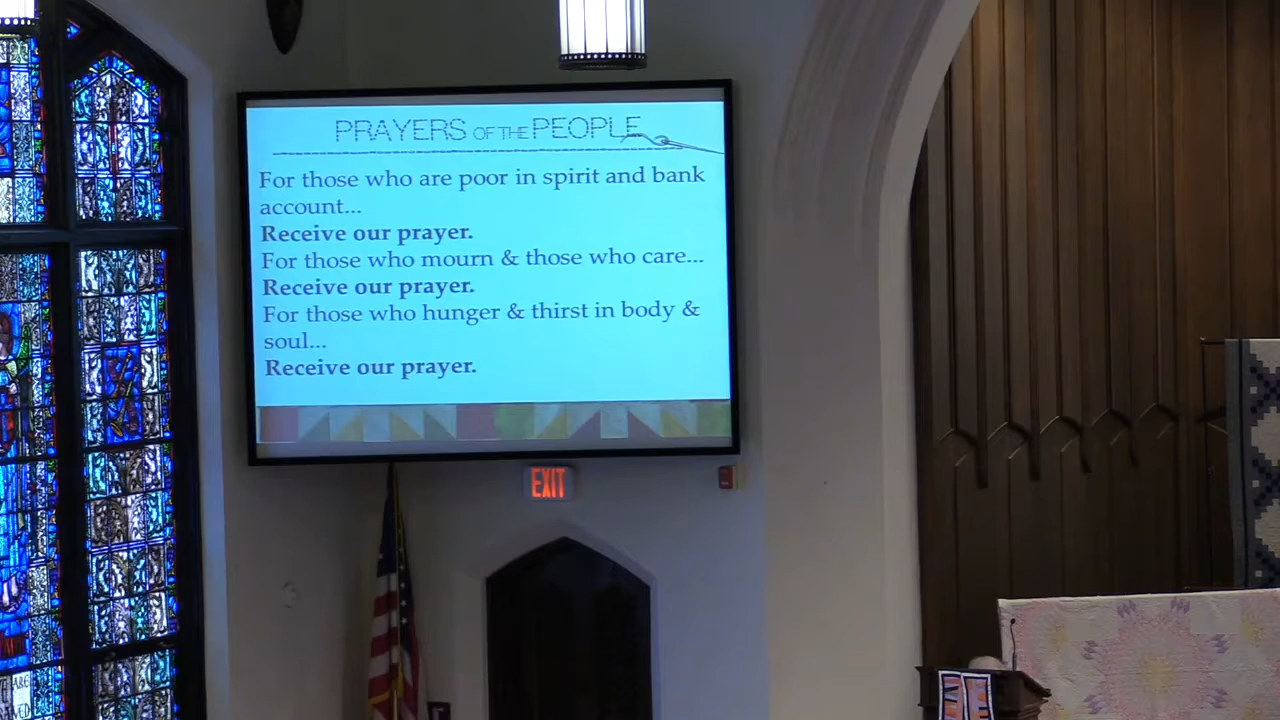 PRAYERS OF THE PEOPLE
For those who are poor in spirit and bank
account...
Receive our prayer.
For those who mourn & those who care...
Receive our prayer.
For those who hunger & thirst in body &
soul...
Receive our prayer.
EXIT